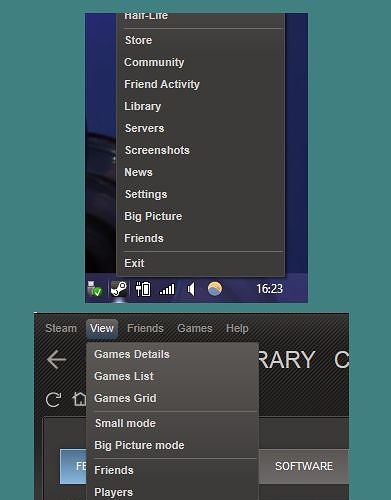 Half-Life
Store
Community
Friend Activity
Library
Servers
Screenshots
News
Settings
Big Picture
Friends
Exit
16:23
Steam View Friends Games Help
Games Details
Games List
Games Grid
Small mode
Big Picture mode
Friends
Players
RARY C
FE
SOFTWARE